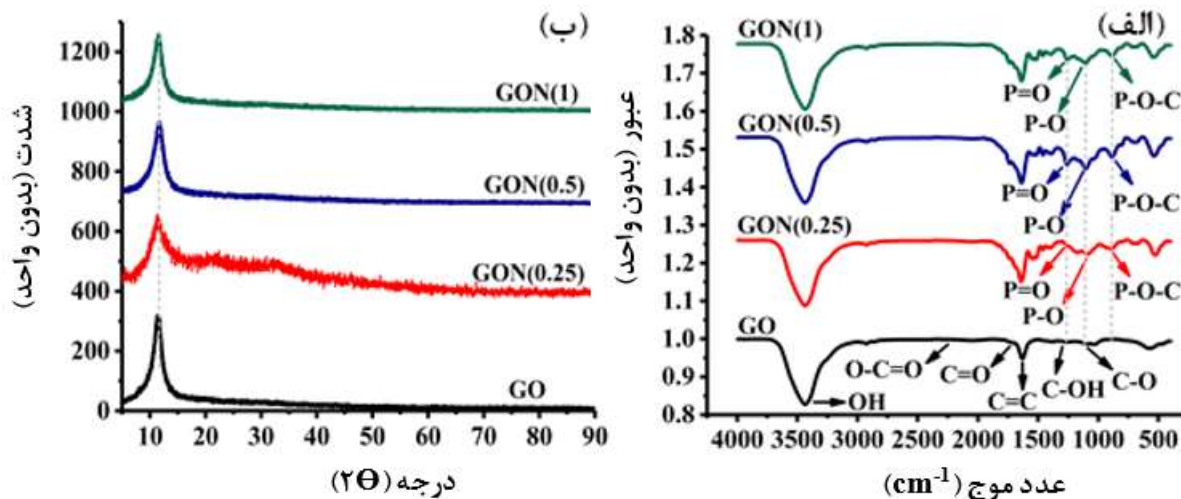 (الف)
عبور (بدون واحد)
1.8
1.7
1.6
1.5
1.4
1.3
1.2
1.1
1.0
0.9
0.8
GON(1)
P=O
P-O
P-O-C
GON(0.5)
P=O
P-O
P-O-C
GON(0.25)
P=O
P-O
P-O-C
GO
O-C=O
C=O
C-OH
C-O
OH
C=C
4000 3500 3000 2500 2000 1500 1000 500
عدد موج (cm⁻¹)
(ب)
شدت (بدون واحد)
1200
1000
800
600
400
200
0
GON(1)
GON(0.5)
GON(0.25)
GO
10 20 30 40 50 60 70 80 90
درجه (۲Ө)